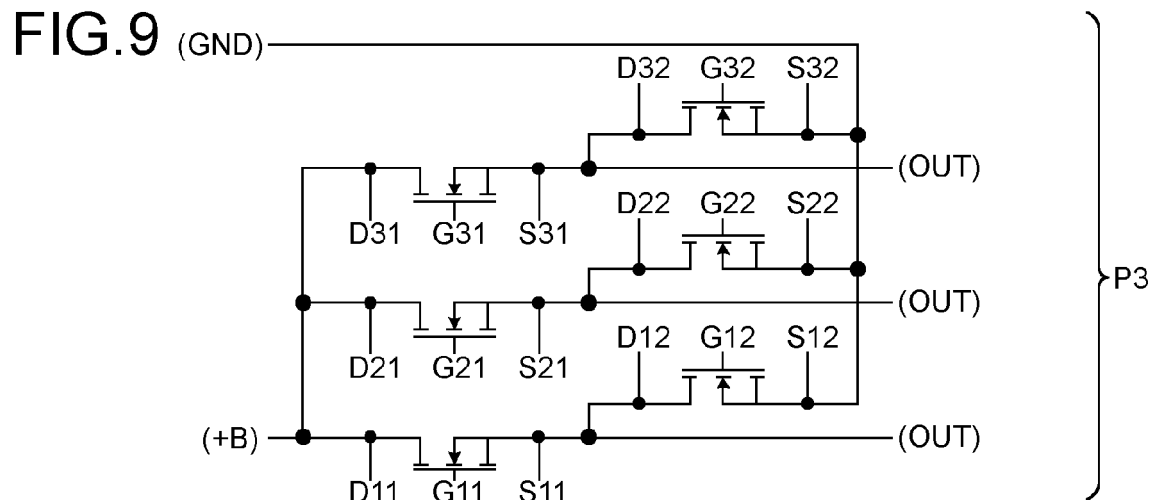 FIG.9 (GND)
D32 G32 S32
(OUT)
D31 G31 S31
D22 G22 S22
P3
(OUT)
D21 G21 S21
D12 G12 S12
(+B)
(OUT)
D11 G11 S11